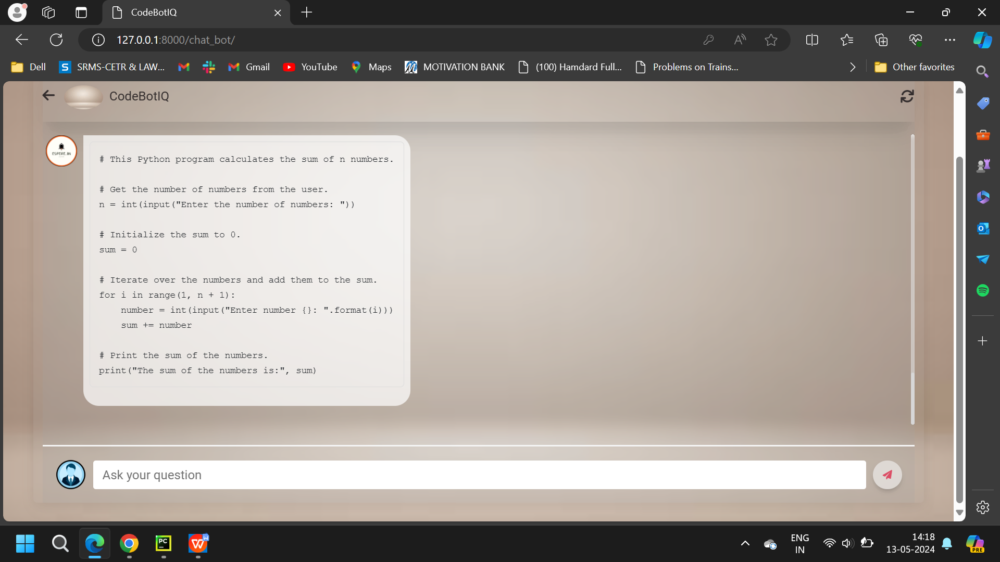 CodeBotIQ
127.0.0.1:8000/chat_bot/
Dell
SRMS-CETR & LAW...
Gmail
YouTube
Maps
MOTIVATION BANK
(100) Hamdard Full...
Problems on Trains...
Other favorites
CodeBotIQ
ESPERE.IN
# This Python program calculates the sum of n numbers.
# Get the number of numbers from the user.
n = int(input("Enter the number of numbers: "))
# Initialize the sum to 0.
sum = 0
# Iterate over the numbers and add them to the sum.
for i in range(1, n + 1):
    number = int(input("Enter number {}: ".format(i)))
    sum += number
# Print the sum of the numbers.
print("The sum of the numbers is:", sum)
Ask your question
PC
ENG
IN
14:18
13-05-2024
PRE